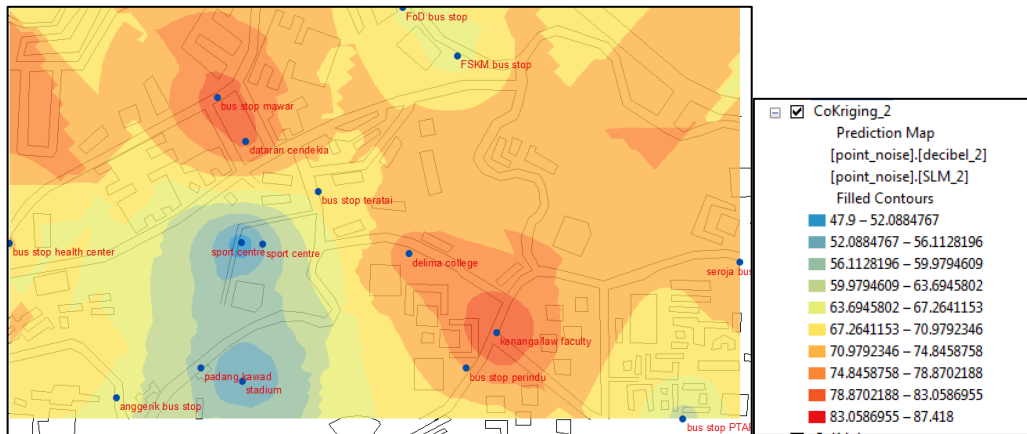 FoD bus stop
FSKM bus stop
bus stop mawar
dataran cendekia
bus stop teratai
bus stop health center
sport centre
sport centre
delima college
seroja bus
kenanga/law faculty
bus stop perindu
padang kawad
stadium
anggerik bus stop
bus stop PTAR
CoKriging_2
Prediction Map
[point_noise].[decibel_2]
[point_noise].[SLM_2]
Filled Contours
47.9 – 52.0884767
52.0884767 – 56.1128196
56.1128196 – 59.9794609
59.9794609 – 63.6945802
63.6945802 – 67.2641153
67.2641153 – 70.9792346
70.9792346 – 74.8458758
74.8458758 – 78.8702188
78.8702188 – 83.0586955
83.0586955 – 87.418